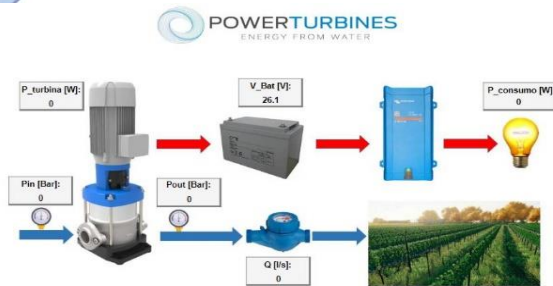 POWERTURBINES
ENERGY FROM WATER
P_turbina [W]:
0
V_Bat [V]:
26.1
P_consumo [W]
0
Pin [Bar]:
0
Pout [Bar]:
0
Q [l/s]:
0